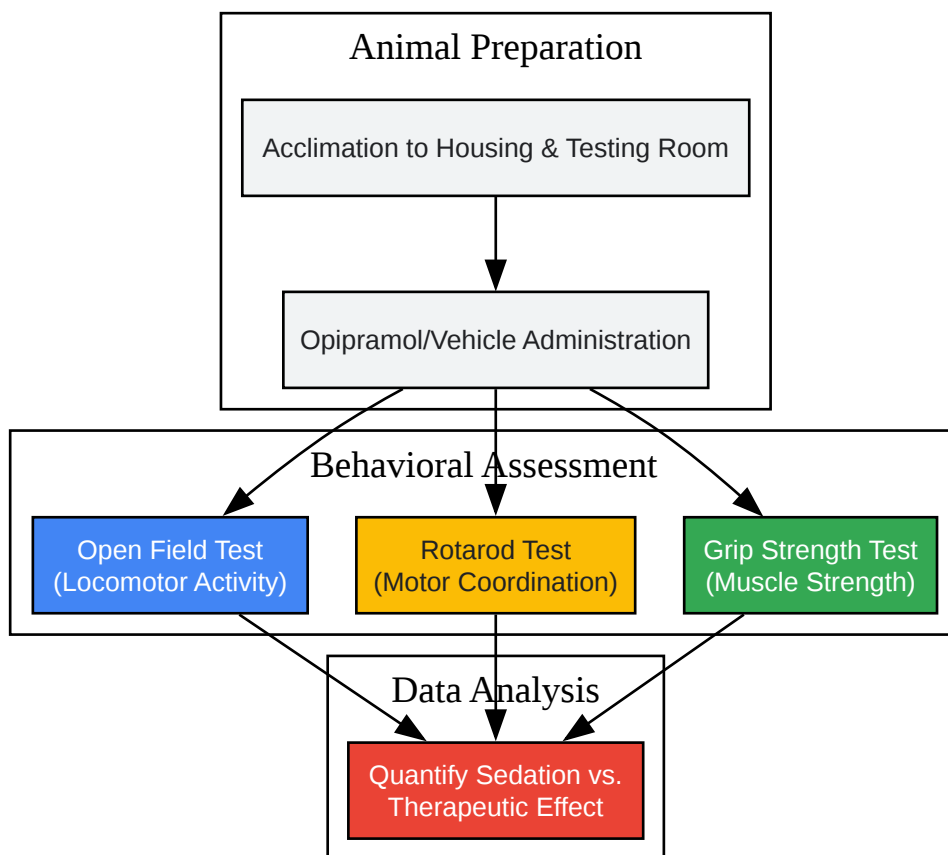 Animal Preparation
Acclimation to Housing & Testing Room
Opipramol/Vehicle Administration
Behavioral Assessment
Open Field Test
(Locomotor Activity)
Rotarod Test
(Motor Coordination)
Grip Strength Test
(Muscle Strength)
Data Analysis
Quantify Sedation vs.
Therapeutic Effect